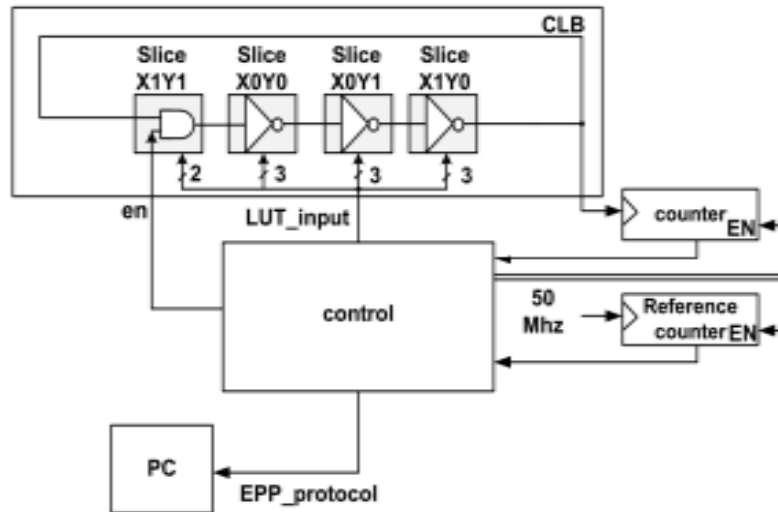 CLB
Slice
X1Y1
Slice
X0Y0
Slice
X0Y1
Slice
X1Y0
2
3
3
3
en
LUT_input
counter
EN
control
50
Mhz
Reference
counter
EN
PC
EPP_protocol